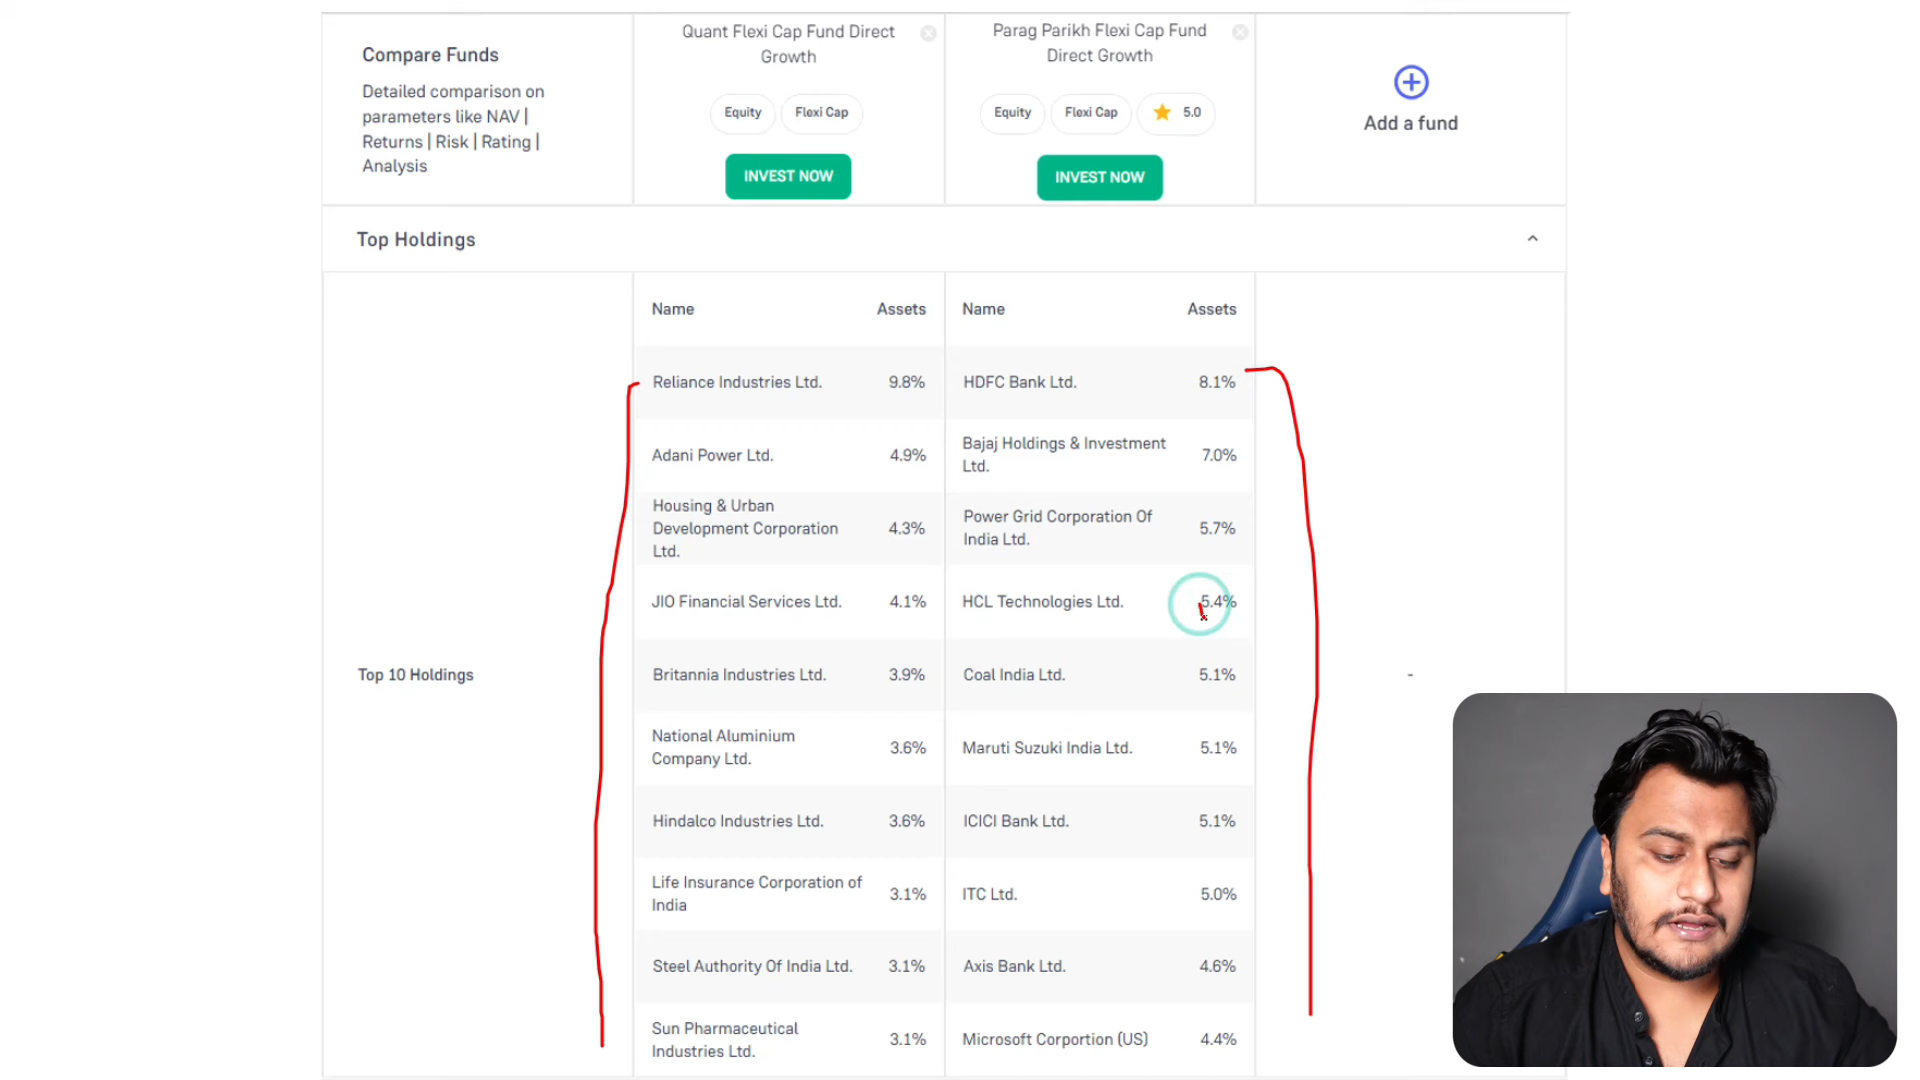 Compare Funds
Detailed comparison on
parameters like NAV |
Returns | Risk | Rating |
Analysis
Quant Flexi Cap Fund Direct
Growth
Equity
Flexi Cap
INVEST NOW
Parag Parikh Flexi Cap Fund
Direct Growth
Equity
Flexi Cap
5.0
INVEST NOW
Add a fund
Top Holdings
Name Assets Name Assets
Top 10 Holdings
Reliance Industries Ltd. 9.8% HDFC Bank Ltd. 8.1%
Adani Power Ltd. 4.9%
Bajaj Holdings & Investment
Ltd. 7.0%
Housing & Urban
Development Corporation
Ltd. 4.3%
Power Grid Corporation Of
India Ltd. 5.7%
JIO Financial Services Ltd. 4.1% HCL Technologies Ltd. 5.4%
Britannia Industries Ltd. 3.9% Coal India Ltd. 5.1%
-
National Aluminium
Company Ltd. 3.6%
Maruti Suzuki India Ltd. 5.1%
Hindalco Industries Ltd. 3.6% ICICI Bank Ltd. 5.1%
Life Insurance Corporation of
India 3.1%
ITC Ltd. 5.0%
Steel Authority Of India Ltd. 3.1% Axis Bank Ltd. 4.6%
Sun Pharmaceutical
Industries Ltd. 3.1%
Microsoft Corportion (US) 4.4%